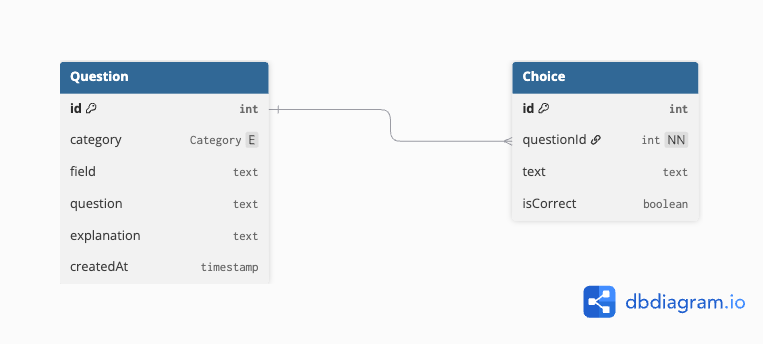 Question
id int
category Category E
field text
question text
explanation text
createdAt timestamp
Choice
id int
questionId int NN
text text
isCorrect boolean
dbdiagram.io